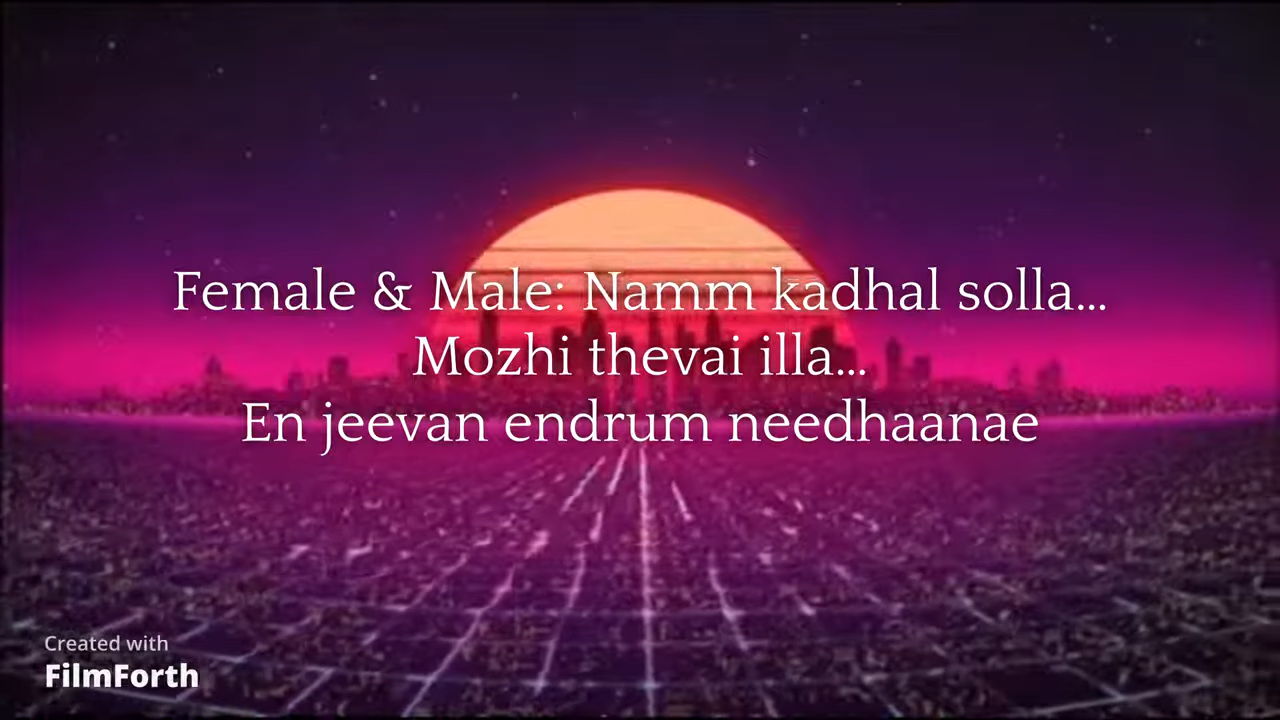 Female & Male: Namm kadhal solla...
Mozhi thevai illa...
En jeevan endrum needhaanae
Created with
FilmForth